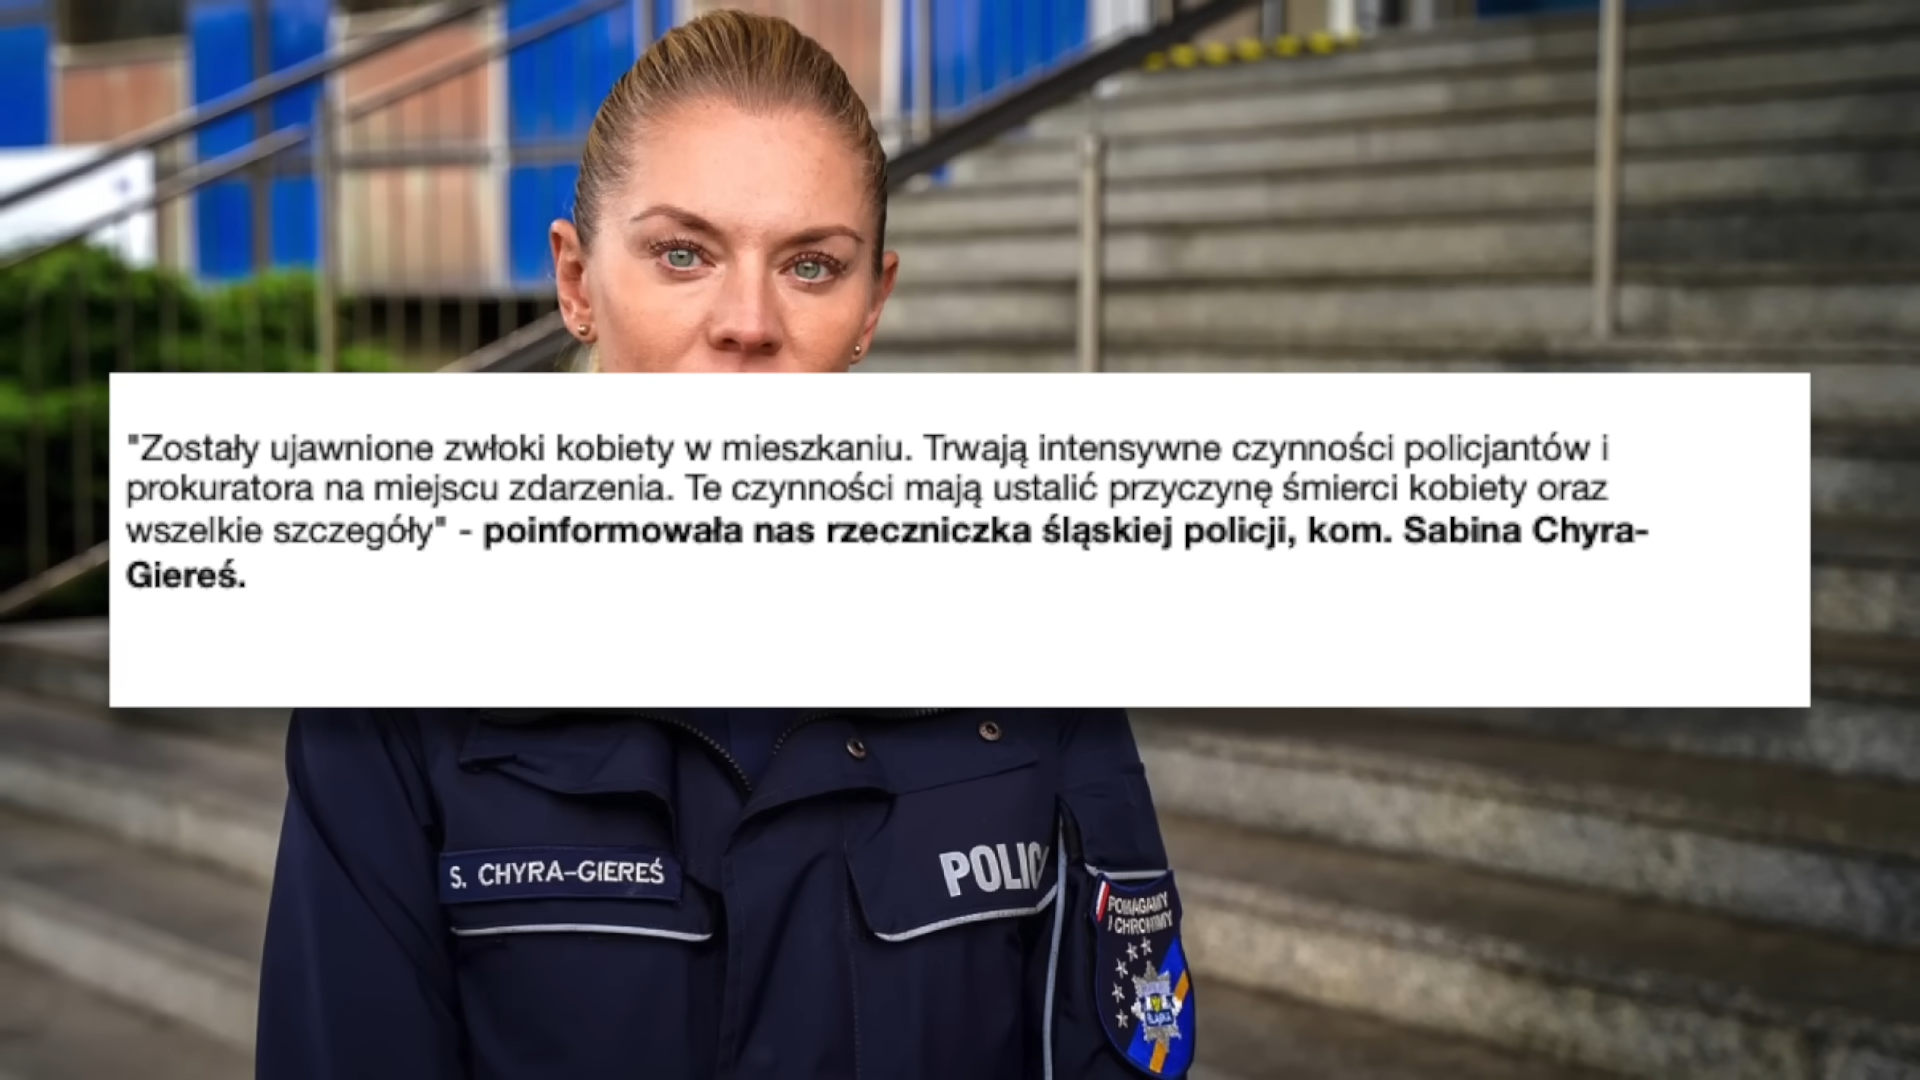 "Zostały ujawnione zwłoki kobiety w mieszkaniu. Trwają intensywne czynności policjantów i
prokuratora na miejscu zdarzenia. Te czynności mają ustalić przyczynę śmierci kobiety oraz
wszelkie szczegóły" - poinformowała nas rzeczniczka śląskiej policji, kom. Sabina Chyra-
Giereś.
S. CHYRA-GIEREŚ
POLIC
POMAGAMY
I CHRONIMY